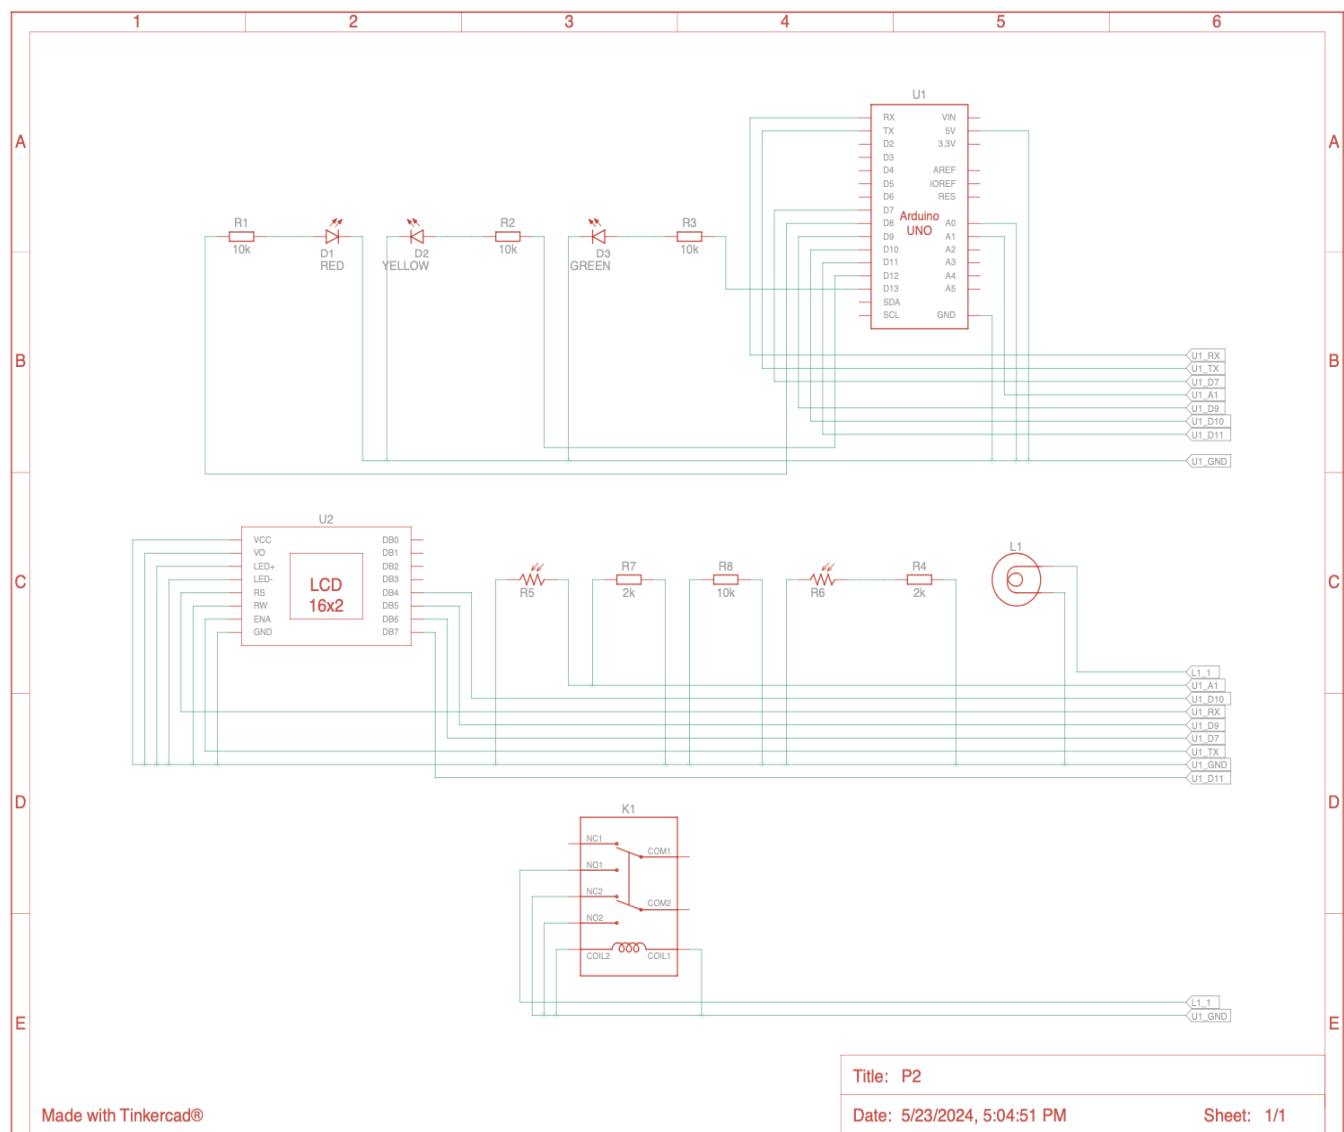 1 2 3 4 5 6
A A
B B
C C
D D
E E
U1
RX VIN
TX 5V
D2 3.3V
D3
D4 AREF
D5 IOREF
D6 RES
D7
D8 A0
D9 A1
D10 A2
D11 A3
D12 A4
D13 A5
SDA
SCL GND
Arduino
UNO
R1
10k
D1
RED
D2
YELLOW
R2
10k
D3
GREEN
R3
10k
U1_RX
U1_TX
U1_D7
U1_A1
U1_D9
U1_D10
U1_D11
U1_GND
U2
VCC DB0
VO DB1
LED+ DB2
LED- DB3
RS DB4
RW DB5
ENA DB6
GND DB7
LCD
16x2
R5
R7
2k
R8
10k
R6
R4
2k
L1
L1_1
U1_A1
U1_D10
U1_RX
U1_D9
U1_D7
U1_TX
U1_GND
U1_D11
K1
NC1
COM1
NO1
NC2
COM2
NO2
COIL2 COIL1
L1_1
U1_GND
Title: P2
Made with Tinkercad®
Date: 5/23/2024, 5:04:51 PM Sheet: 1/1